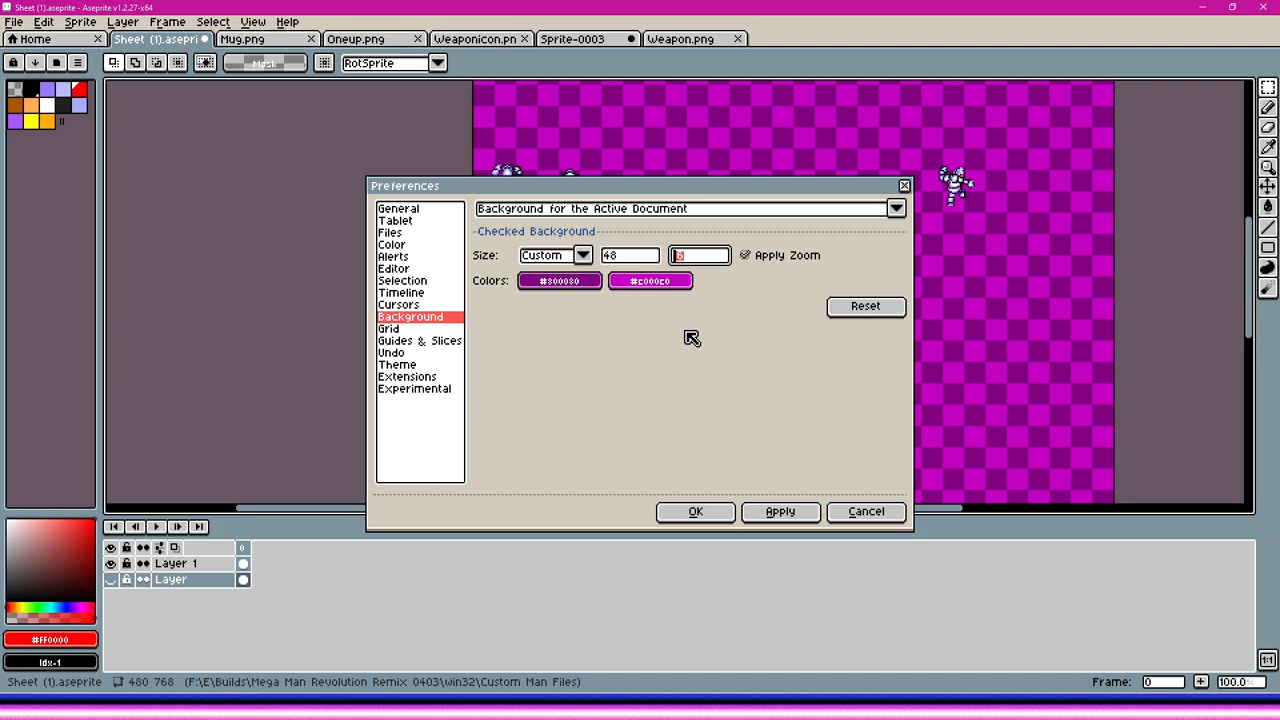 Sheet (1).aseprite - Aseprite v1.2.27-x64
File Edit Sprite Layer Frame Select View Help
Home Sheet (1).asepri Mug.png Oneup.png Weaponicon.pn Sprite-0003 Weapon.png
Mask RotSprite
Preferences
General
Tablet
Files
Color
Alerts
Editor
Selection
Timeline
Cursors
Background
Grid
Guides & Slices
Undo
Theme
Extensions
Experimental
Background for the Active Document
Checked Background
Size: Custom 48 Apply Zoom
Colors: #800080 #c000c0
Reset
OK Apply Cancel
0
Layer 1
Layer
#FF0000
Idx-1
1:1
Sheet (1).aseprite 480 768 (F:\E\Builds\Mega Man Revolution Remix 0403\win32\Custom Man Files) Frame: 0 + 100.0